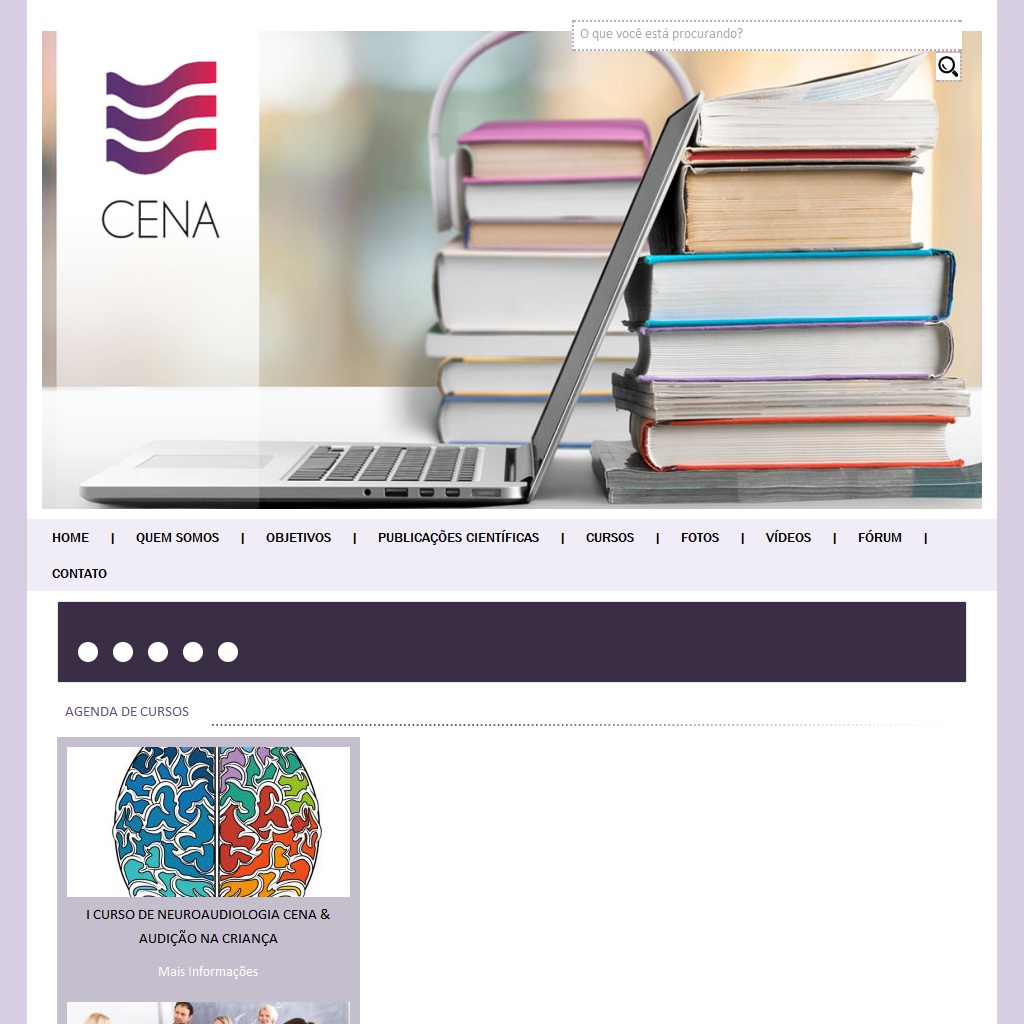 O que você está procurando?
CENA
HOME | QUEM SOMOS | OBJETIVOS | PUBLICAÇÕES CIENTÍFICAS | CURSOS | FOTOS | VÍDEOS | FÓRUM |
CONTATO
AGENDA DE CURSOS
I CURSO DE NEUROAUDIOLOGIA CENA &
AUDIÇÃO NA CRIANÇA
Mais Informações